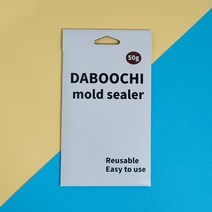 50g
DABOOCHI
mold sealer
Reusable
Easy to use